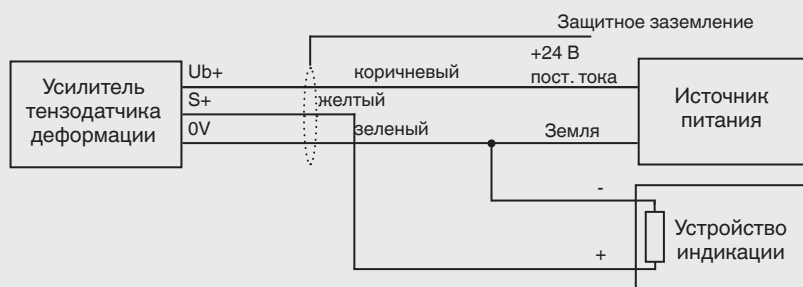 Защитное заземление
+24 В
пост. тока
Ub+
коричневый
Усилитель
тензодатчика
деформации
S+
желтый
0V
зеленый
Земля
Источник
питания
-
+
Устройство
индикации